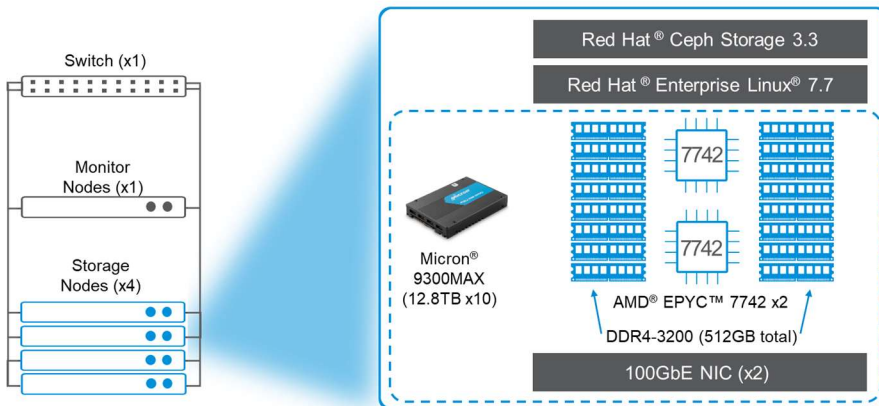 Switch (x1)
Monitor
Nodes (x1)
Storage
Nodes (x4)
Red Hat® Ceph Storage 3.3
Red Hat® Enterprise Linux® 7.7
7742
7742
Micron®
9300MAX
(12.8TB x10)
AMD® EPYC™ 7742 x2
DDR4-3200 (512GB total)
100GbE NIC (x2)